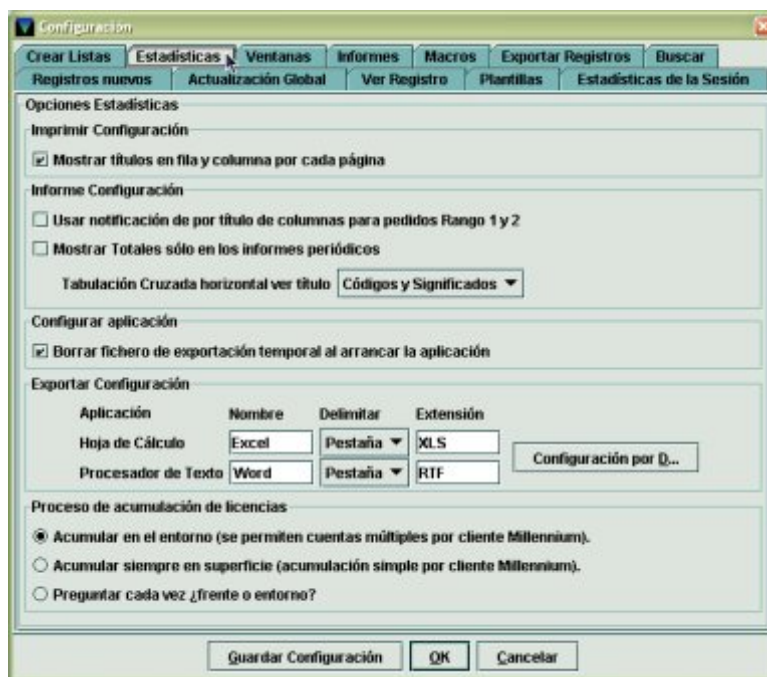 Configuración
Crear Listas Estadísticas Ventanas Informes Macros Exportar Registros Buscar
Registros nuevos Actualización Global Ver Registro Plantillas Estadísticas de la Sesión
Opciones Estadísticas
Imprimir Configuración
Mostrar títulos en fila y columna por cada página
Informe Configuración
Usar notificación de por título de columnas para pedidos Rango 1 y 2
Mostrar Totales sólo en los informes periódicos
Tabulación Cruzada horizontal ver título Códigos y Significados
Configurar aplicación
Borrar fichero de exportación temporal al arrancar la aplicación
Exportar Configuración
Aplicación Nombre Delimitar Extensión
Hoja de Cálculo Excel Pestaña XLS
Procesador de Texto Word Pestaña RTF
Configuración por D...
Proceso de acumulación de licencias
Acumular en el entorno (se permiten cuentas múltiples por cliente Millennium).
Acumular siempre en superficie (acumulación simple por cliente Millennium).
Preguntar cada vez ¿frente o entorno?
Guardar Configuración OK Cancelar